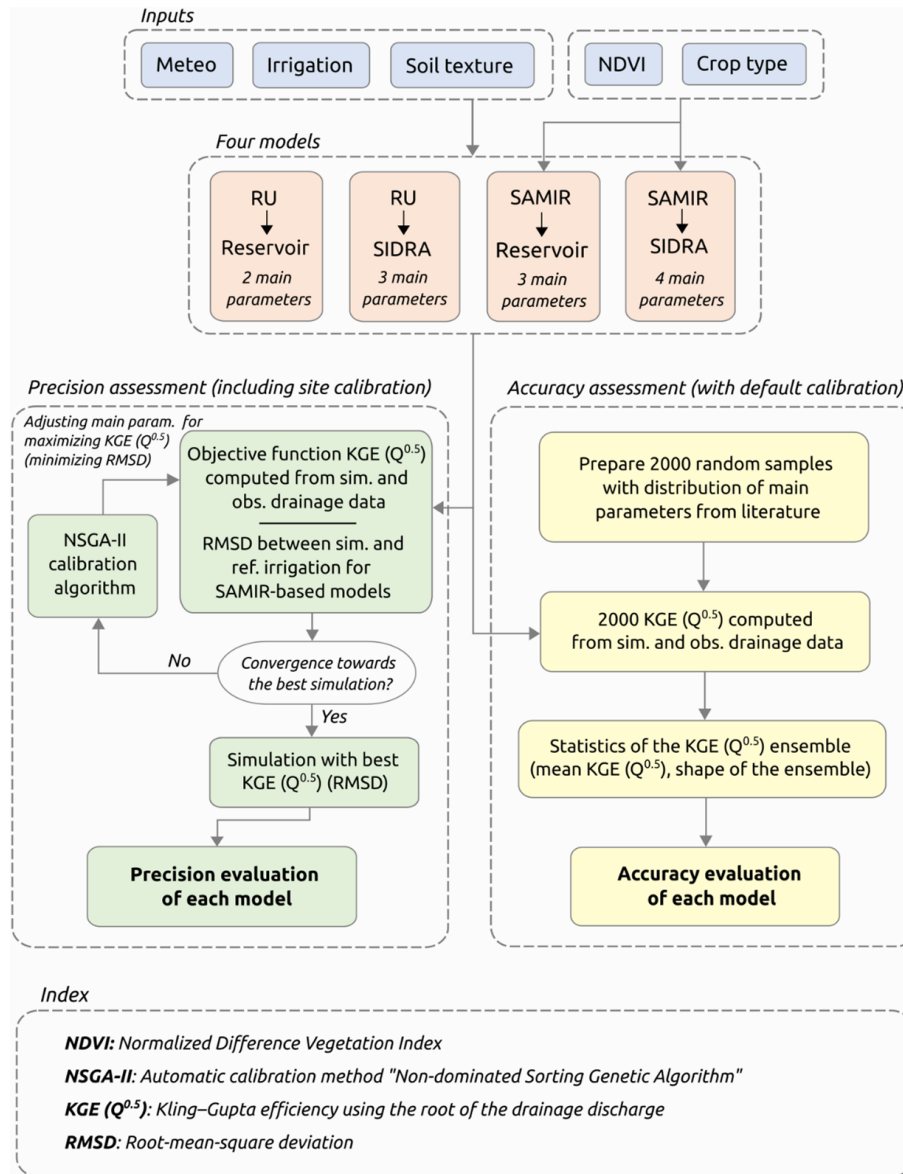 Inputs
Meteo
Irrigation
Soil texture
NDVI
Crop type
Four models
RU
Reservoir
2 main
parameters
RU
SIDRA
3 main
parameters
SAMIR
Reservoir
3 main
parameters
SAMIR
SIDRA
4 main
parameters
Precision assessment (including site calibration)
Adjusting main param. for
maximizing KGE (Q^0.5)
(minimizing RMSD)
Objective function KGE (Q^0.5)
computed from sim. and
obs. drainage data
RMSD between sim. and
ref. irrigation for
SAMIR-based models
NSGA-II
calibration
algorithm
No
Convergence towards
the best simulation?
Yes
Simulation with best
KGE (Q^0.5) (RMSD)
Precision evaluation
of each model
Accuracy assessment (with default calibration)
Prepare 2000 random samples
with distribution of main
parameters from literature
2000 KGE (Q^0.5) computed
from sim. and obs. drainage
data
Statistics of the KGE (Q^0.5) ensemble
(mean KGE (Q^0.5), shape of the ensemble)
Accuracy evaluation
of each model
Index
NDVI: Normalized Difference Vegetation Index
NSGA-II: Automatic calibration method "Non-dominated Sorting Genetic Algorithm"
KGE (Q^0.5): Kling–Gupta efficiency using the root of the drainage discharge
RMSD: Root-mean-square deviation